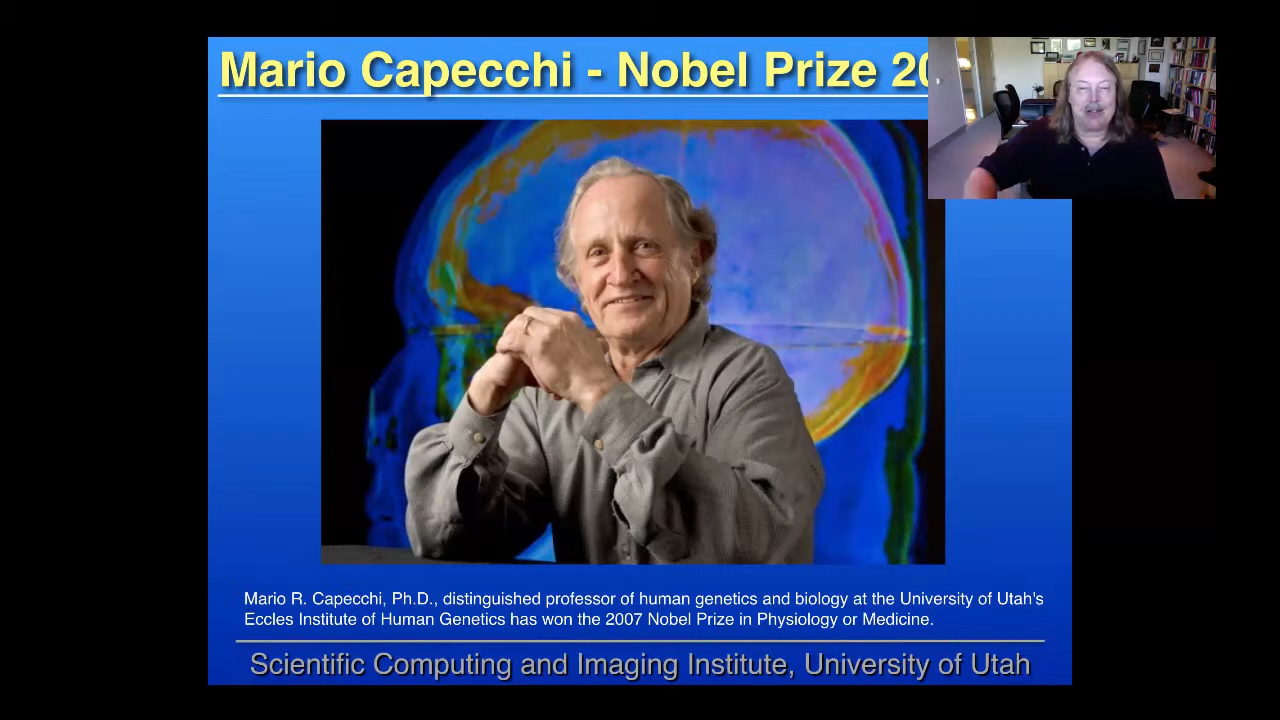 Mario Capecchi - Nobel Prize 20
Mario R. Capecchi, Ph.D., distinguished professor of human genetics and biology at the University of Utah's
Eccles Institute of Human Genetics has won the 2007 Nobel Prize in Physiology or Medicine.
Scientific Computing and Imaging Institute, University of Utah